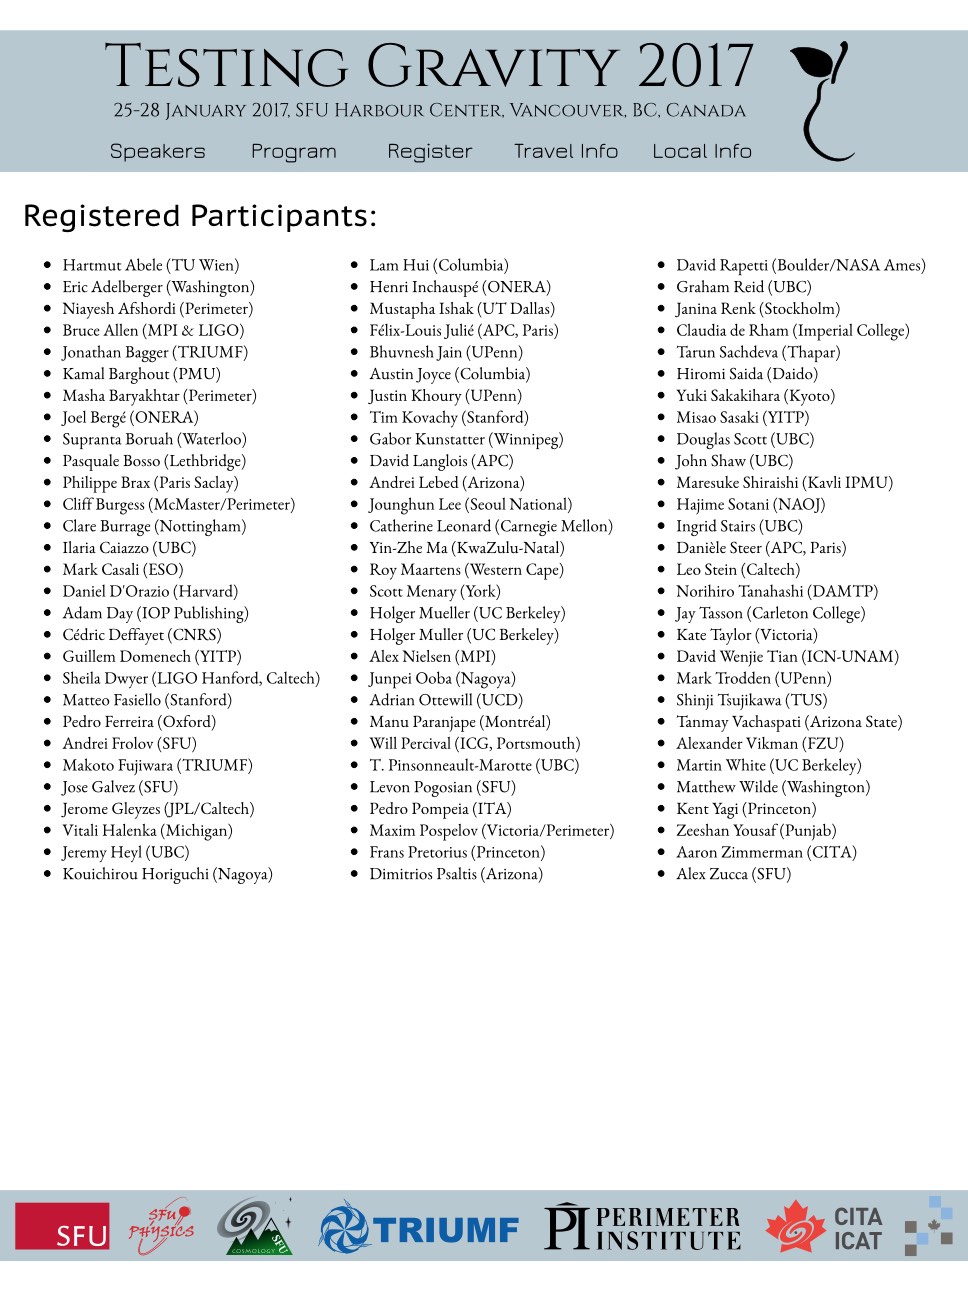 TESTING GRAVITY 2017
25-28 JANUARY 2017, SFU HARBOUR CENTER, VANCOUVER, BC, CANADA
Speakers Program Register Travel Info Local Info
Registered Participants:
Hartmut Abele (TU Wien)
Eric Adelberger (Washington)
Niayesh Afshordi (Perimeter)
Bruce Allen (MPI & LIGO)
Jonathan Bagger (TRIUMF)
Kamal Barghout (PMU)
Masha Baryakhtar (Perimeter)
Joel Bergé (ONERA)
Supranta Boruah (Waterloo)
Pasquale Bosso (Lethbridge)
Philippe Brax (Paris Saclay)
Cliff Burgess (McMaster/Perimeter)
Clare Burrage (Nottingham)
Ilaria Caiazzo (UBC)
Mark Casali (ESO)
Daniel D'Orazio (Harvard)
Adam Day (IOP Publishing)
Cédric Deffayet (CNRS)
Guillem Domenech (YITP)
Sheila Dwyer (LIGO Hanford, Caltech)
Matteo Fasiello (Stanford)
Pedro Ferreira (Oxford)
Andrei Frolov (SFU)
Makoto Fujiwara (TRIUMF)
Jose Galvez (SFU)
Jerome Gleyzes (JPL/Caltech)
Vitali Halenka (Michigan)
Jeremy Heyl (UBC)
Kouichirou Horiguchi (Nagoya)
Lam Hui (Columbia)
Henri Inchauspé (ONERA)
Mustapha Ishak (UT Dallas)
Félix-Louis Julié (APC, Paris)
Bhuvnesh Jain (UPenn)
Austin Joyce (Columbia)
Justin Khoury (UPenn)
Tim Kovachy (Stanford)
Gabor Kunstatter (Winnipeg)
David Langlois (APC)
Andrei Lebed (Arizona)
Jounghun Lee (Seoul National)
Catherine Leonard (Carnegie Mellon)
Yin-Zhe Ma (KwaZulu-Natal)
Roy Maartens (Western Cape)
Scott Menary (York)
Holger Mueller (UC Berkeley)
Holger Muller (UC Berkeley)
Alex Nielsen (MPI)
Junpei Ooba (Nagoya)
Adrian Ottewill (UCD)
Manu Paranjape (Montréal)
Will Percival (ICG, Portsmouth)
T. Pinsonneault-Marotte (UBC)
Levon Pogosian (SFU)
Pedro Pompeia (ITA)
Maxim Pospelov (Victoria/Perimeter)
Frans Pretorius (Princeton)
Dimitrios Psaltis (Arizona)
David Rapetti (Boulder/NASA Ames)
Graham Reid (UBC)
Janina Renk (Stockholm)
Claudia de Rham (Imperial College)
Tarun Sachdeva (Thapar)
Hiromi Saida (Daido)
Yuki Sakakihara (Kyoto)
Misao Sasaki (YITP)
Douglas Scott (UBC)
John Shaw (UBC)
Maresuke Shiraishi (Kavli IPMU)
Hajime Sotani (NAOJ)
Ingrid Stairs (UBC)
Danièle Steer (APC, Paris)
Leo Stein (Caltech)
Norihiro Tanahashi (DAMTP)
Jay Tasson (Carleton College)
Kate Taylor (Victoria)
David Wenjie Tian (ICN-UNAM)
Mark Trodden (UPenn)
Shinji Tsujikawa (TUS)
Tanmay Vachaspati (Arizona State)
Alexander Vikman (FZU)
Martin White (UC Berkeley)
Matthew Wilde (Washington)
Kent Yagi (Princeton)
Zeeshan Yousaf (Punjab)
Aaron Zimmerman (CITA)
Alex Zucca (SFU)
SFU
SFU
PHYSICS
COSMOLOGY
SFU
TRIUMF
PI PERIMETER
INSTITUTE
CITA
ICAT